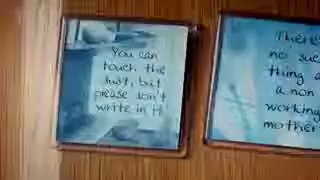 You can
touch the
dust, but
please don't
write in it!
There's
no such
thing a
a non
working
mother